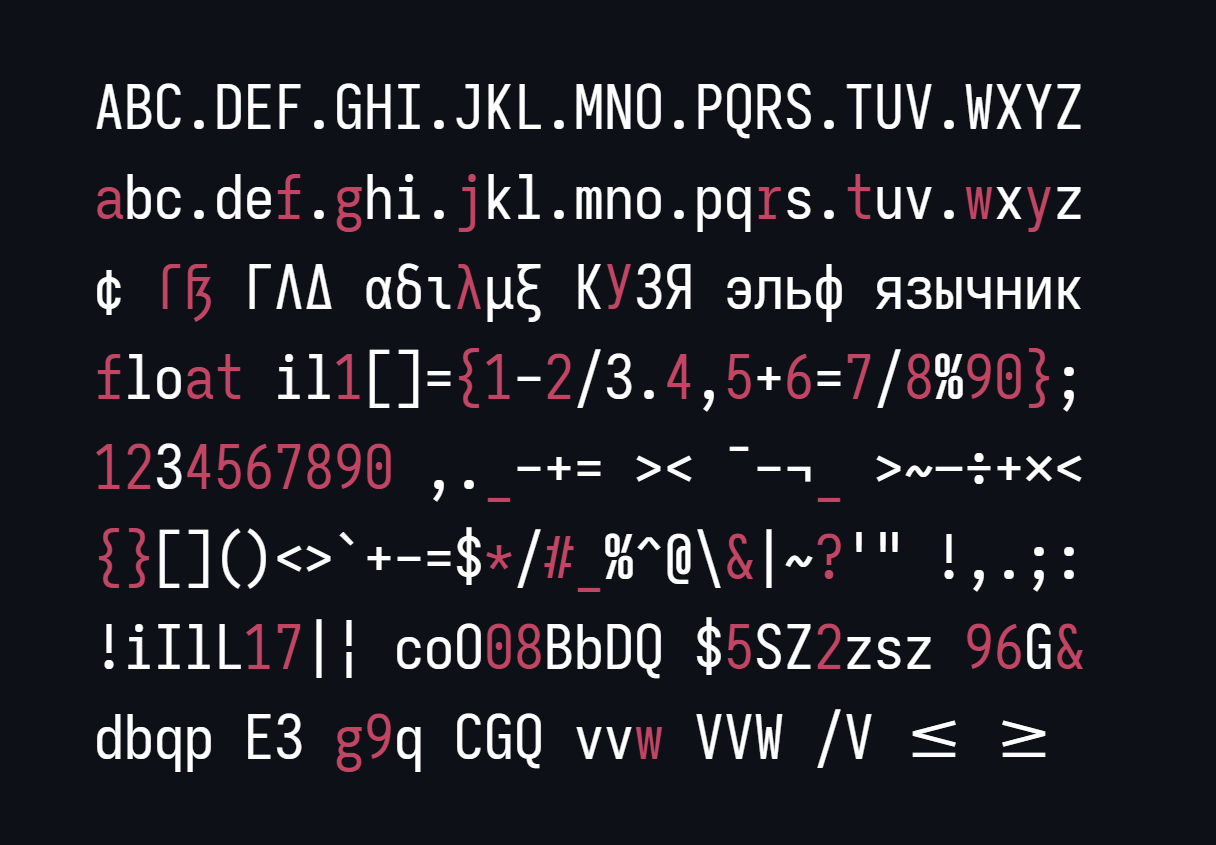 ABC.DEF.GHI.JKL.MNO.PQRS.TUV.WXYZ
abc.def.ghi.jkl.mno.pqrs.tuv.wxyz
¢ ſɮ ΓΛΔ αδιλμξ КУЗЯ эльф язычник
float il1[]={1-2/3.4,5+6=7/8%90};
1234567890 ,._-+= >< ¯-¬_ >~–÷+×<
{}[]()<>`+-=$*/#_%^@\&|~?'" !,.;:
!iIlL17|¦ coO08BbDQ $5SZ2zsz 96G&
dbqp E3 g9q CGQ vvw VVW /V ≤ ≥